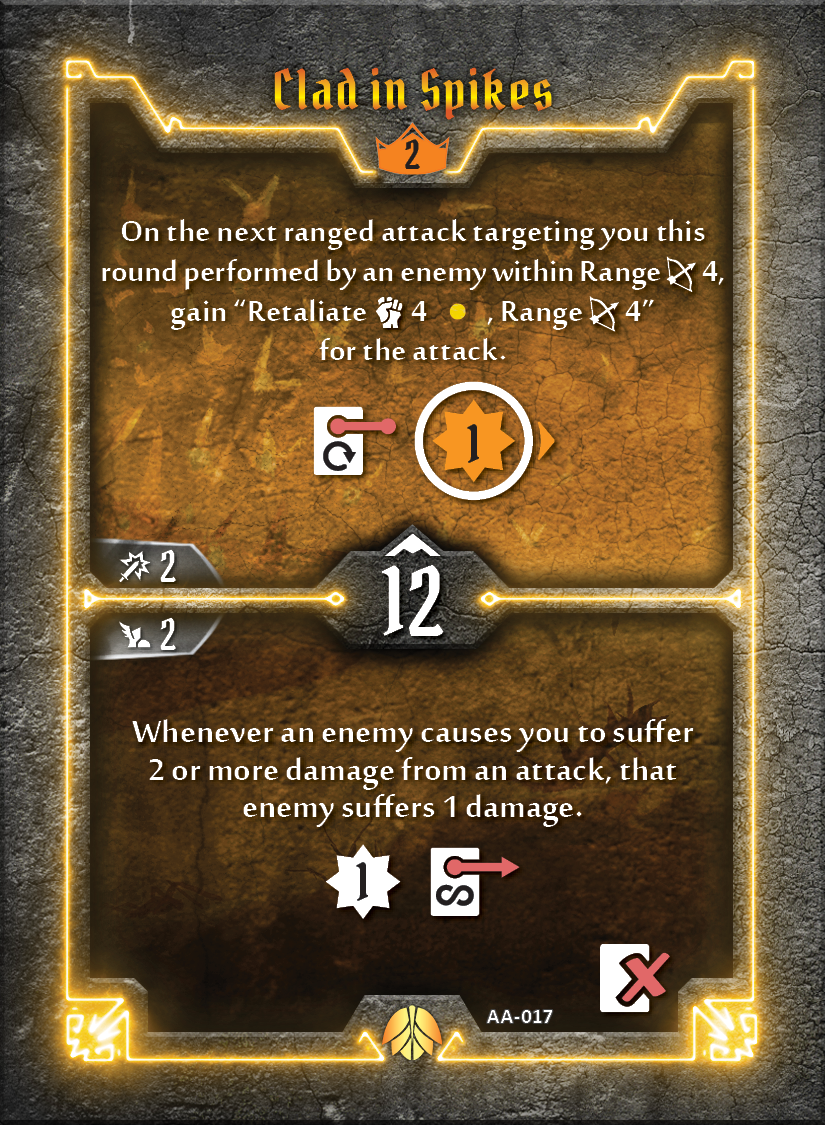 Clad in Spikes
2
On the next ranged attack targeting you this
round performed by an enemy within Range 4,
gain “Retaliate 4 , Range 4”
for the attack.
1
2
12
2
Whenever an enemy causes you to suffer
2 or more damage from an attack, that
enemy suffers 1 damage.
1
AA-017